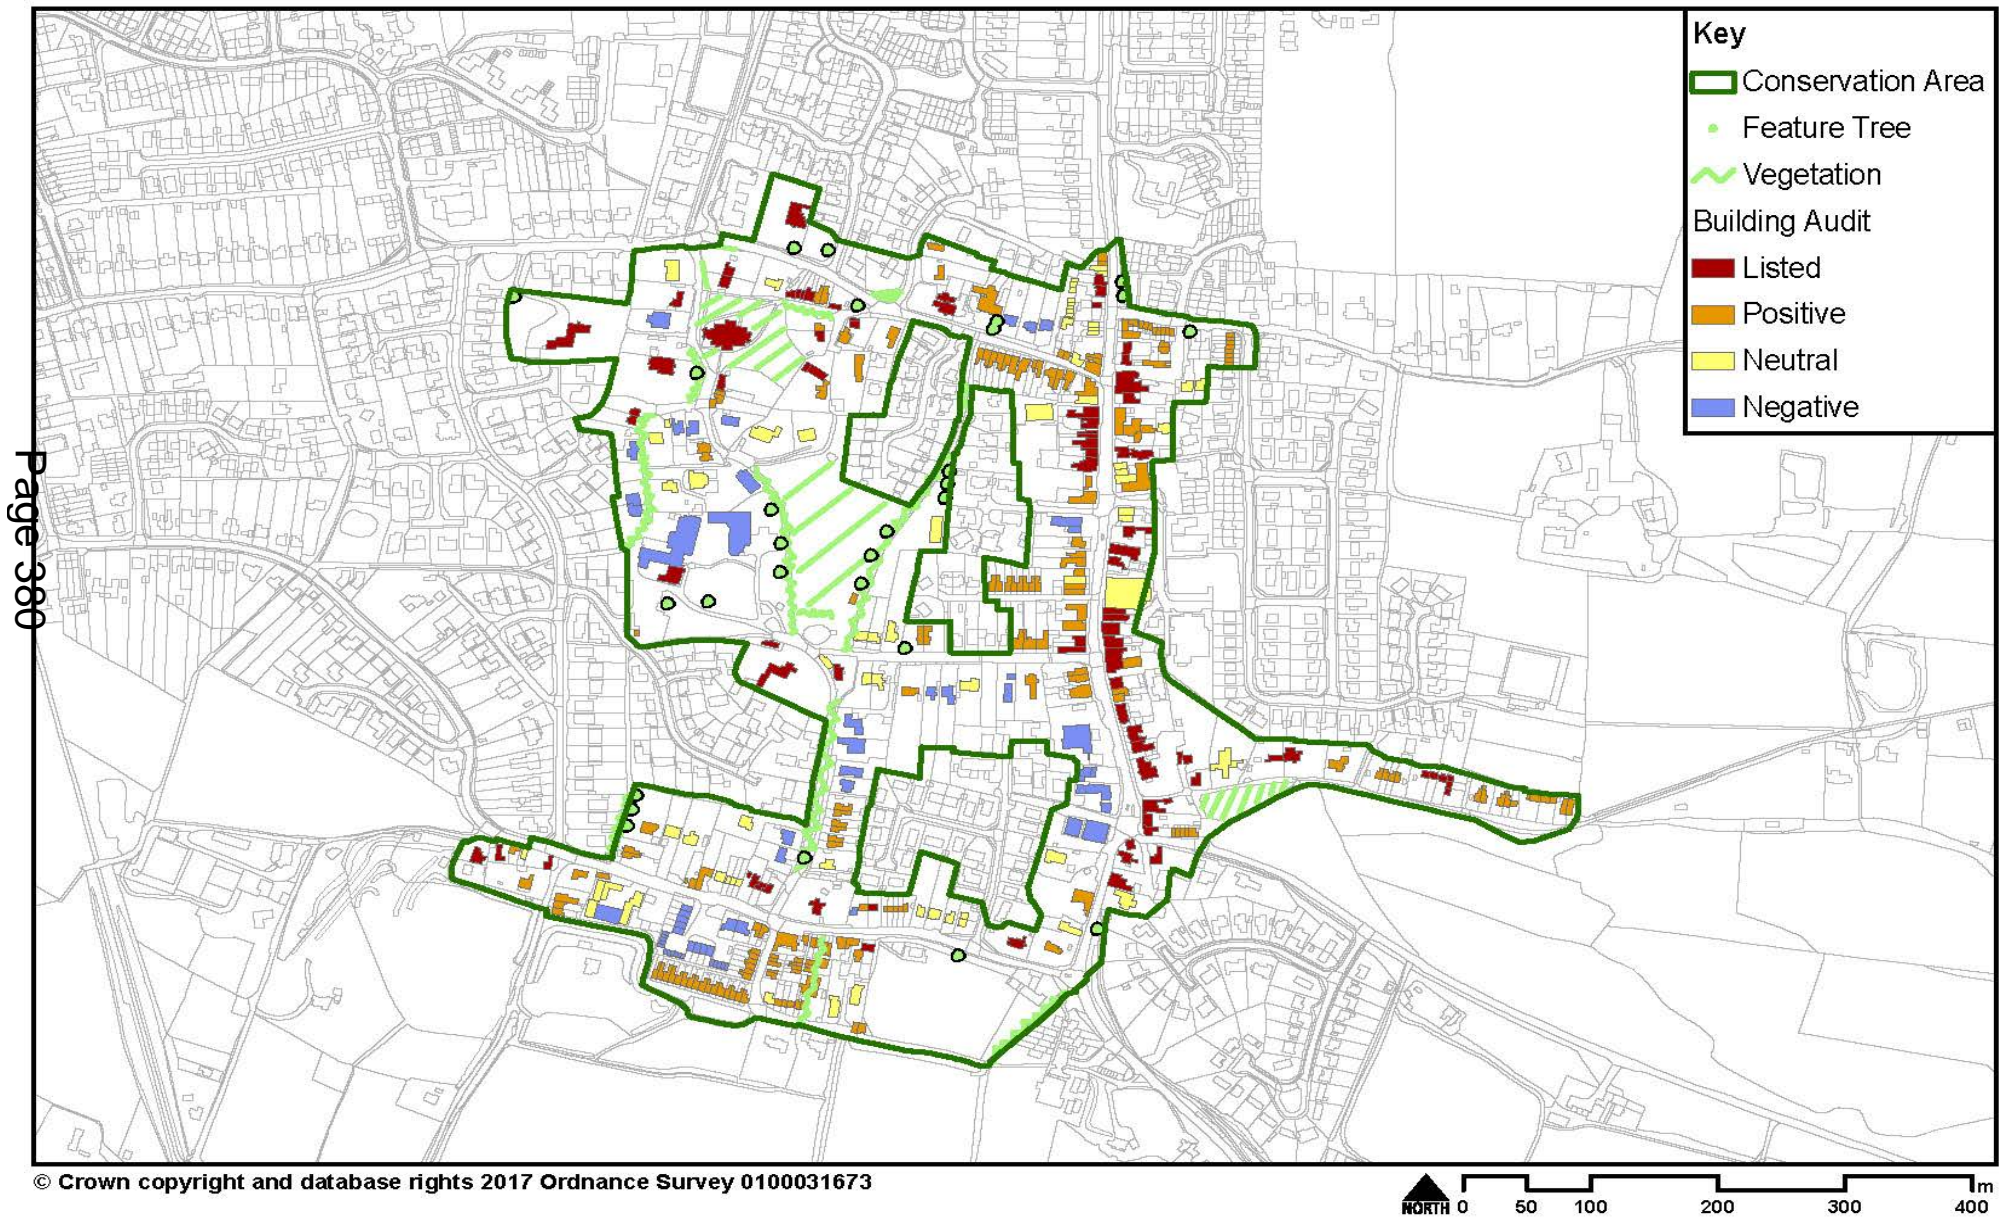 Key
Conservation Area
Feature Tree
Vegetation
Building Audit
Listed
Positive
Neutral
Negative
Page 380
© Crown copyright and database rights 2017 Ordnance Survey 0100031673
NORTH 0 50 100 200 300 400 m